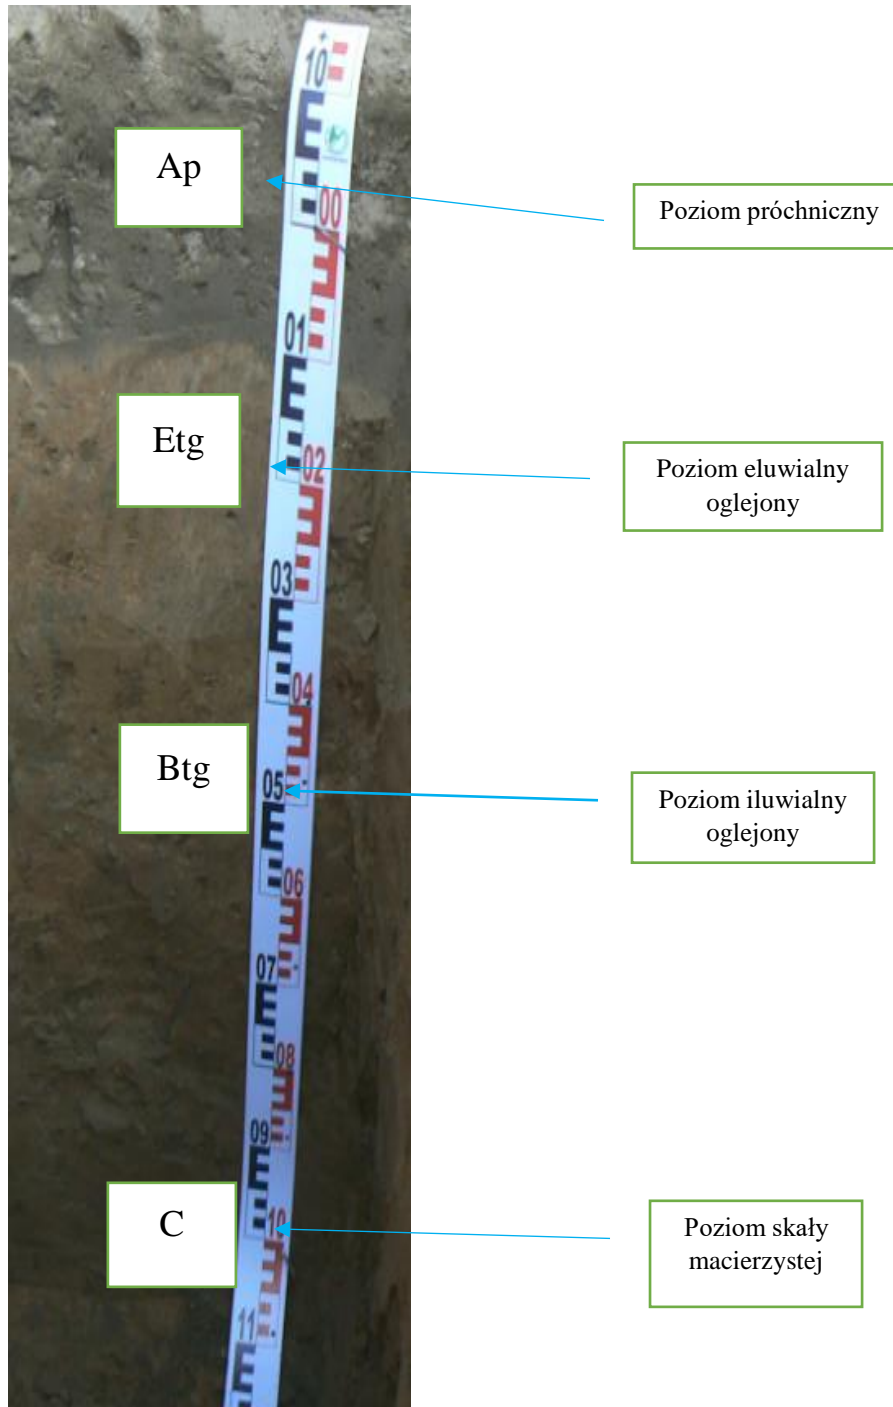 10
Ap
00
Poziom próchniczny
01
Etg
02
Poziom eluwialny
oglejony
03
04
Btg
05
Poziom iluwialny
oglejony
06
07
08
09
C
10
Poziom skały
macierzystej
11